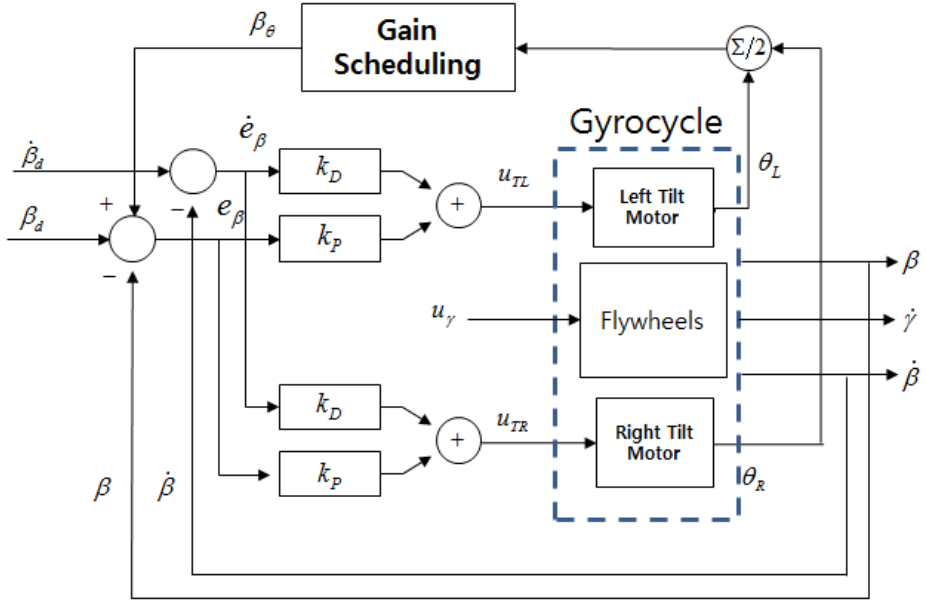 β_θ
Gain
Scheduling
Σ/2
ė_β
Gyrocycle
β̇_d
k_D
u_TL
Left Tilt
Motor
θ_L
+
−
e_β
+
β_d
k_P
−
β
u_γ
Flywheels
γ̇
β̇
k_D
u_TR
Right Tilt
Motor
+
β
β̇
k_P
θ_R